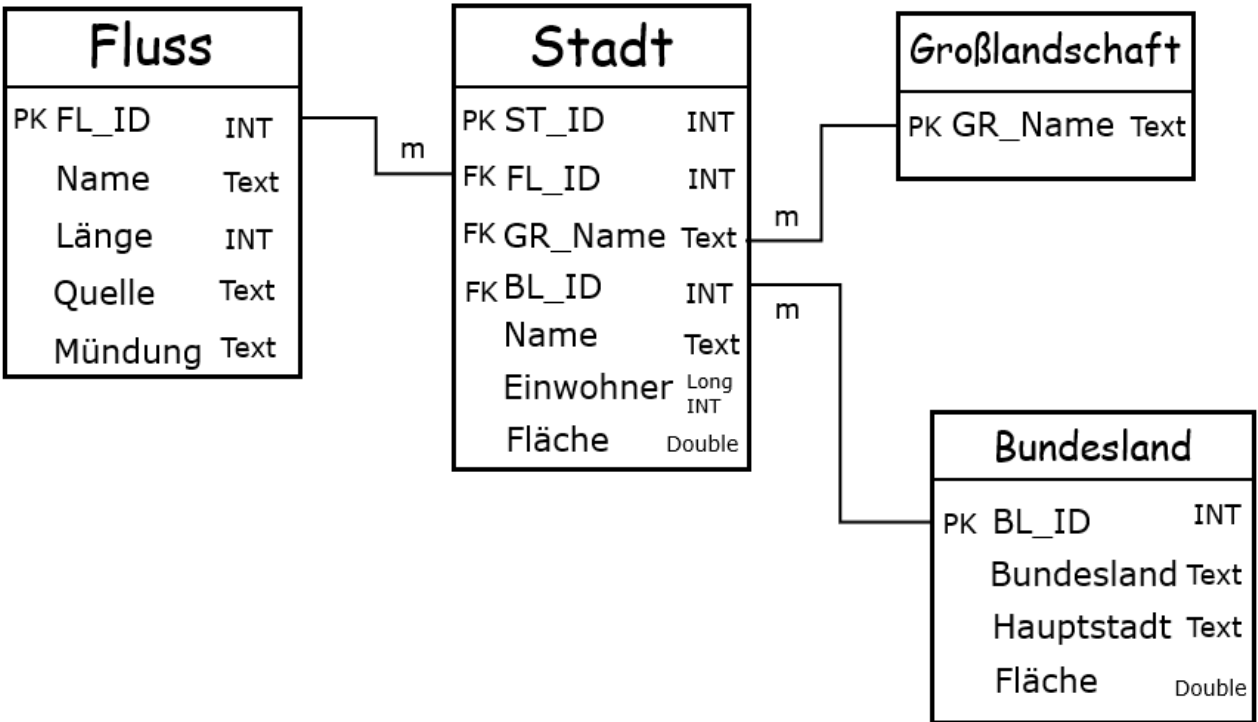 Fluss
PK FL_ID INT
Name Text
Länge INT
Quelle Text
Mündung Text
m
Stadt
PK ST_ID INT
FK FL_ID INT
FK GR_Name Text
FK BL_ID INT
Name Text
Einwohner Long INT
Fläche Double
m
m
Großlandschaft
PK GR_Name Text
Bundesland
PK BL_ID INT
Bundesland Text
Hauptstadt Text
Fläche Double